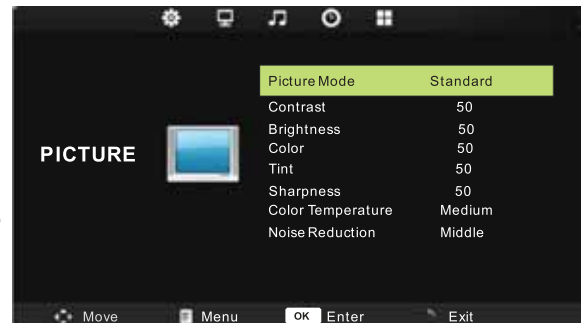 Picture Mode Standard
Contrast 50
Brightness 50
Color 50
PICTURE
Tint 50
Sharpness 50
Color Temperature Medium
Noise Reduction Middle
Move Menu OK Enter Exit